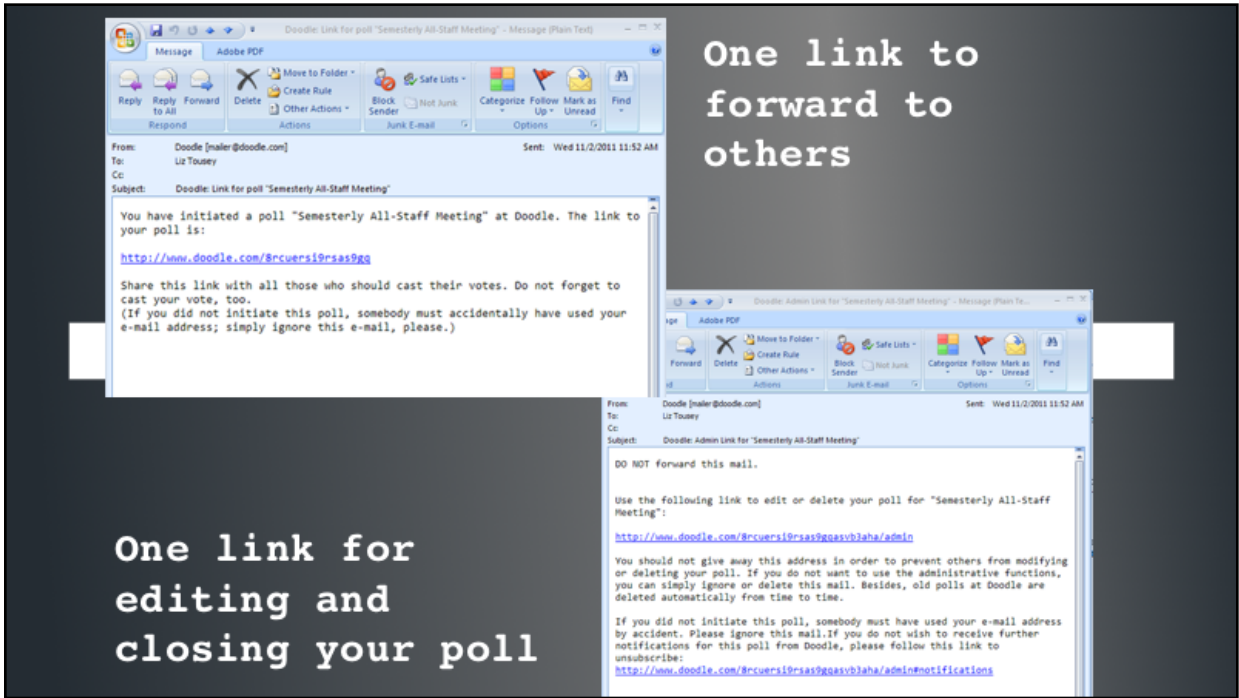 Doodle: Link for poll "Semesterly All-Staff Meeting" - Message (Plain Text)
Message Adobe PDF
Reply Reply to All Forward Delete
Move to Folder
Create Rule
Other Actions
Block Sender
Safe Lists
Not Junk
Categorize Follow Up Mark as Unread Find
Respond Actions Junk E-mail Options
From: Doodle [mailer@doodle.com] Sent: Wed 11/2/2011 11:52 AM
To: Liz Tousey
Cc:
Subject: Doodle: Link for poll "Semesterly All-Staff Meeting"
You have initiated a poll "Semesterly All-Staff Meeting" at Doodle. The link to
your poll is:
http://www.doodle.com/8rcuersi9rsas9gq
Share this link with all those who should cast their votes. Do not forget to
cast your vote, too.
(If you did not initiate this poll, somebody must accidentally have used your
e-mail address; simply ignore this e-mail, please.)
One link to
forward to
others
Doodle: Admin Link for "Semesterly All-Staff Meeting" - Message (Plain Te...
Adobe PDF
Forward Delete
Move to Folder
Create Rule
Other Actions
Block Sender
Safe Lists
Not Junk
Categorize Follow Up Mark as Unread Find
Actions Junk E-mail Options
From: Doodle [mailer@doodle.com] Sent: Wed 11/2/2011 11:52 AM
To: Liz Tousey
Cc:
Subject: Doodle: Admin Link for "Semesterly All-Staff Meeting"
DO NOT forward this mail.
Use the following link to edit or delete your poll for "Semesterly All-Staff
Meeting":
http://www.doodle.com/8rcuersi9rsas9gqasvb3aha/admin
You should not give away this address in order to prevent others from modifying
or deleting your poll. If you do not want to use the administrative functions,
you can simply ignore or delete this mail. Besides, old polls at Doodle are
deleted automatically from time to time.
If you did not initiate this poll, somebody must have used your e-mail address
by accident. Please ignore this mail.If you do not wish to receive further
notifications for this poll from Doodle, please follow this link to
unsubscribe:
http://www.doodle.com/8rcuersi9rsas9gqasvb3aha/admin#notifications
One link for
editing and
closing your poll